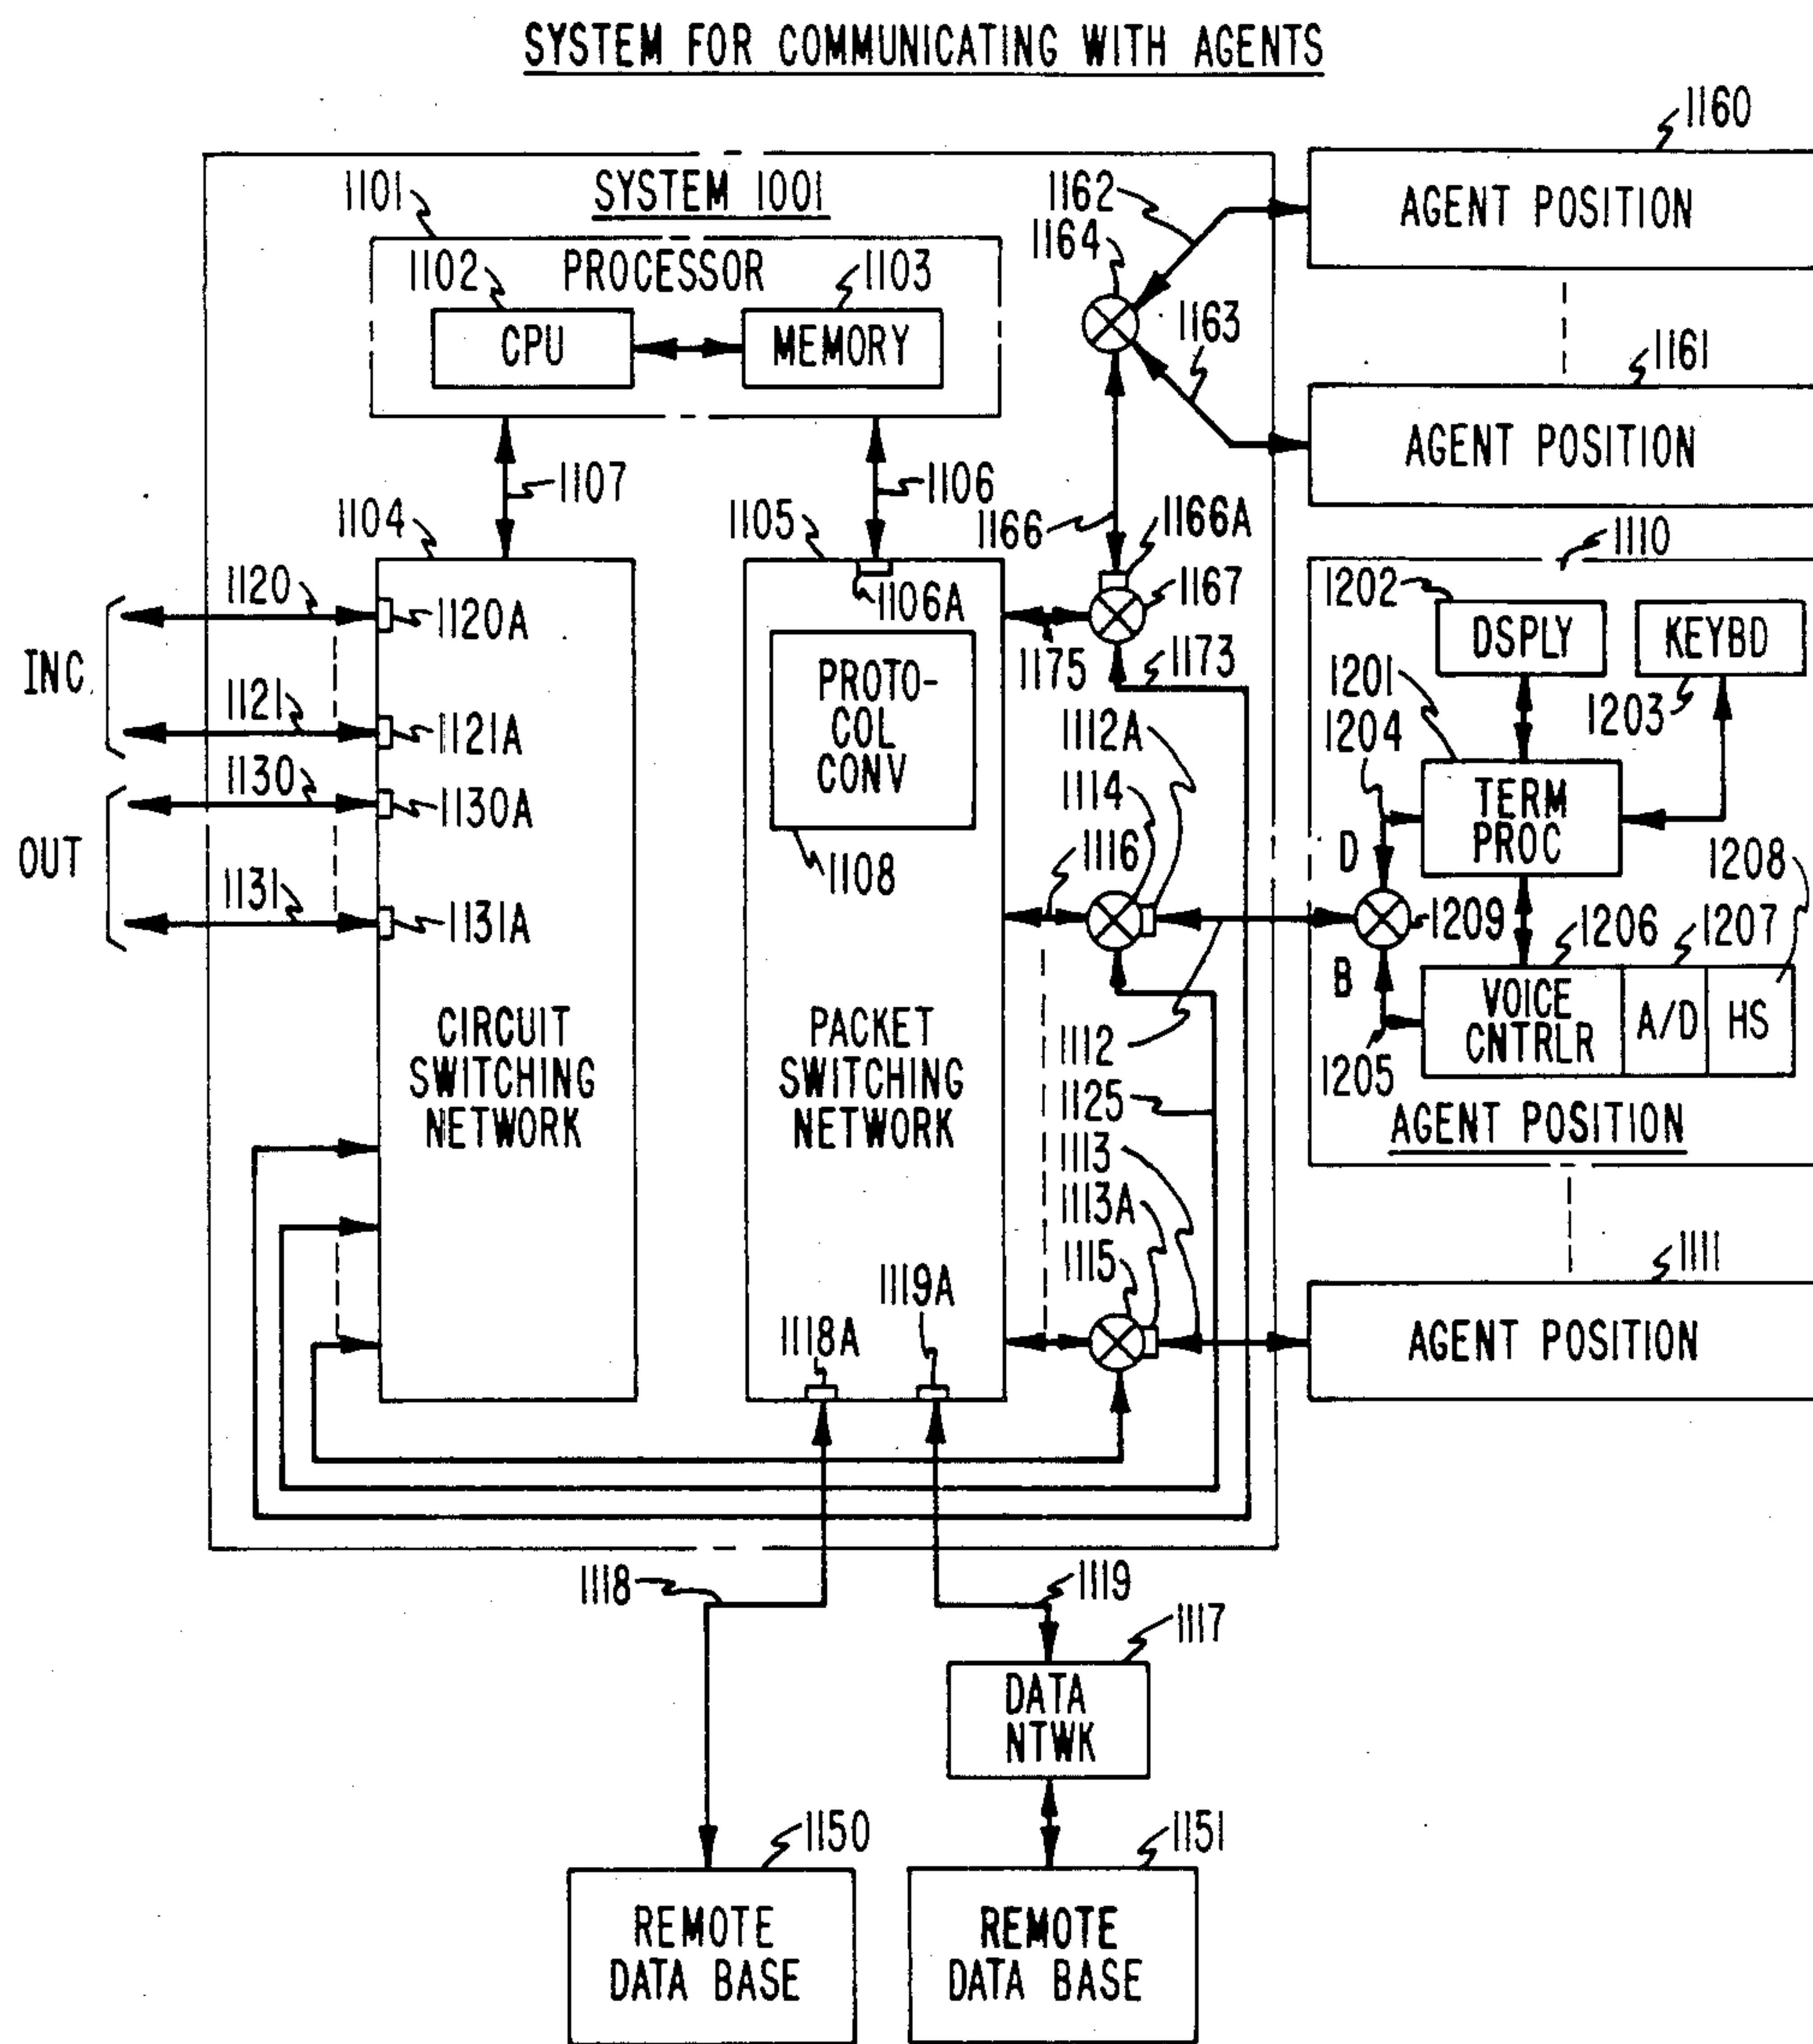 SYSTEM FOR COMMUNICATING WITH AGENTS
1160
AGENT POSITION
1101
SYSTEM 1001
1162
1164
1102
PROCESSOR
1103
CPU
MEMORY
1163
1161
AGENT POSITION
1107
1106
1104
1105
1166
1166A
1110
1120
1120A
1106A
1167
1202
DSPLY
KEYBD
INC
1175
1173
1121
1121A
PROTO-
COL
CONV
1201
1203
1112A
1204
1130
1130A
1114
TERM
PROC
OUT
1108
1116
D
1208
1131
1131A
1209
1206
1207
B
VOICE
CNTRLR
A/D
HS
CIRCUIT
SWITCHING
NETWORK
PACKET
SWITCHING
NETWORK
1112
1205
1125
AGENT POSITION
1113
1113A
1115
1111
1119A
1118A
AGENT POSITION
1118
1119
1117
DATA
NTWK
1150
1151
REMOTE
DATA BASE
REMOTE
DATA BASE